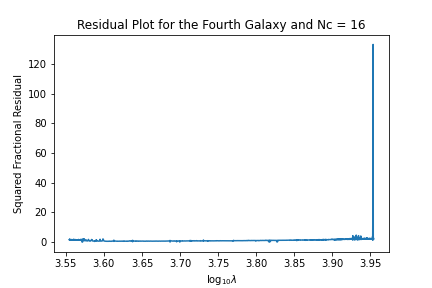 Residual Plot for the Fourth Galaxy and Nc = 16
Squared Fractional Residual
120
100
80
60
40
20
0
3.55 3.60 3.65 3.70 3.75 3.80 3.85 3.90 3.95
log₁₀λ